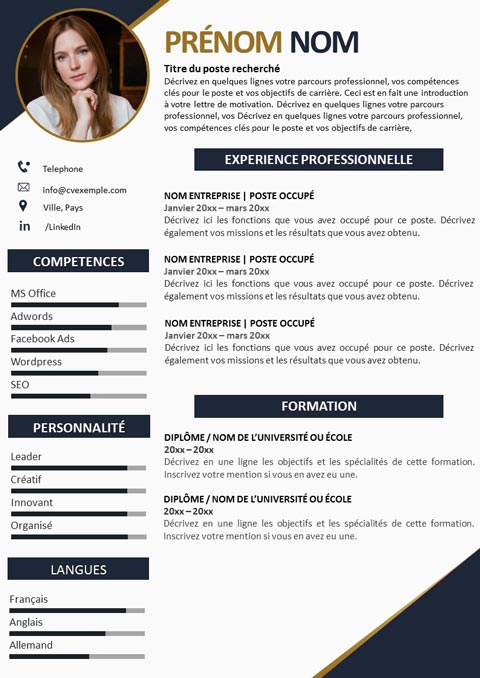 PRÉNOM NOM
Titre du poste recherché
Décrivez en quelques lignes votre parcours professionnel, vos compétences
clés pour le poste et vos objectifs de carrière. Ceci est en fait une introduction
à votre lettre de motivation. Décrivez en quelques lignes votre parcours
professionnel, vos Décrivez en quelques lignes votre parcours professionnel,
vos compétences clés pour le poste et vos objectifs de carrière,
Telephone
info@cvexemple.com
Ville, Pays
in /LinkedIn
COMPETENCES
MS Office
Adwords
Facebook Ads
Wordpress
SEO
PERSONNALITÉ
Leader
Créatif
Innovant
Organisé
LANGUES
Français
Anglais
Allemand
EXPERIENCE PROFESSIONNELLE
NOM ENTREPRISE | POSTE OCCUPÉ
Janvier 20xx – mars 20xx
Décrivez ici les fonctions que vous avez occupé pour ce poste. Décrivez
également vos missions et les résultats que vous avez obtenu.
NOM ENTREPRISE | POSTE OCCUPÉ
Janvier 20xx – mars 20xx
Décrivez ici les fonctions que vous avez occupé pour ce poste. Décrivez
également vos missions et les résultats que vous avez obtenu.
NOM ENTREPRISE | POSTE OCCUPÉ
Janvier 20xx – mars 20xx
Décrivez ici les fonctions que vous avez occupé pour ce poste. Décrivez
également vos missions et les résultats que vous avez obtenu.
FORMATION
DIPLÔME / NOM DE L’UNIVERSITÉ OU ÉCOLE
20xx – 20xx
Décrivez en une ligne les objectifs et les spécialités de cette formation.
Inscrivez votre mention si vous en avez eu une.
DIPLÔME / NOM DE L’UNIVERSITÉ OU ÉCOLE
20xx – 20xx
Décrivez en une ligne les objectifs et les spécialités de cette formation.
Inscrivez votre mention si vous en avez eu une.